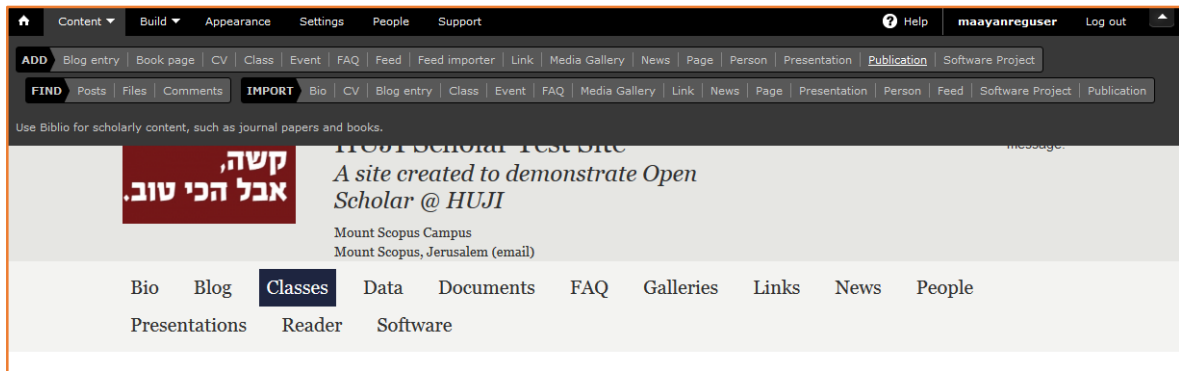 Content ▼ Build ▼ Appearance Settings People Support ? Help maayanreguser Log out
ADD Blog entry | Book page | CV | Class | Event | FAQ | Feed | Feed importer | Link | Media Gallery | News | Page | Person | Presentation | Publication | Software Project
FIND Posts | Files | Comments IMPORT Bio | CV | Blog entry | Class | Event | FAQ | Media Gallery | Link | News | Page | Presentation | Person | Feed | Software Project | Publication
Use Biblio for scholarly content, such as journal papers and books.
HUJI Scholar Test Site
message.
קשה,
אבל הכי טוב.
A site created to demonstrate Open
Scholar @ HUJI
Mount Scopus Campus
Mount Scopus, Jerusalem (email)
Bio Blog Classes Data Documents FAQ Galleries Links News People
Presentations Reader Software